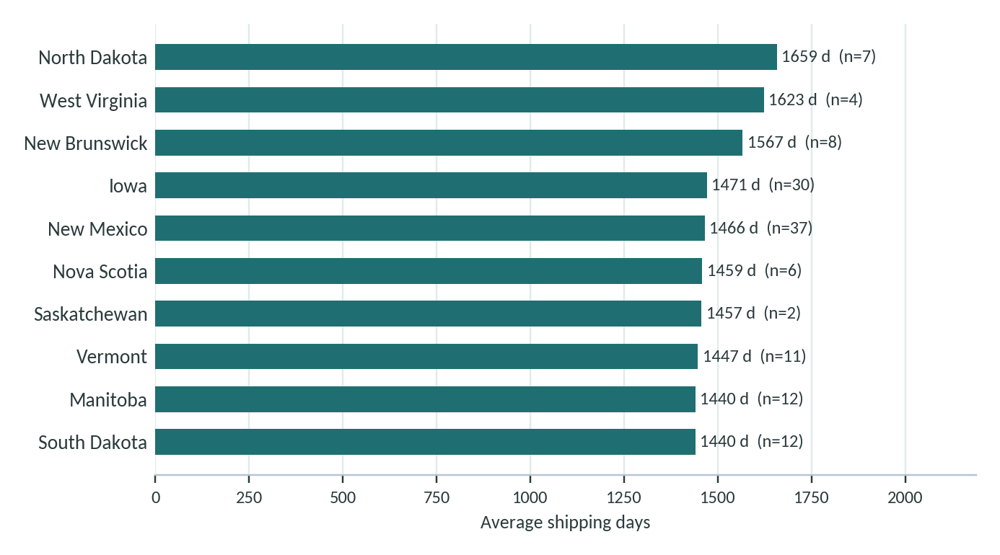 North Dakota 1659 d (n=7)
West Virginia 1623 d (n=4)
New Brunswick 1567 d (n=8)
Iowa 1471 d (n=30)
New Mexico 1466 d (n=37)
Nova Scotia 1459 d (n=6)
Saskatchewan 1457 d (n=2)
Vermont 1447 d (n=11)
Manitoba 1440 d (n=12)
South Dakota 1440 d (n=12)
0 250 500 750 1000 1250 1500 1750 2000
Average shipping days